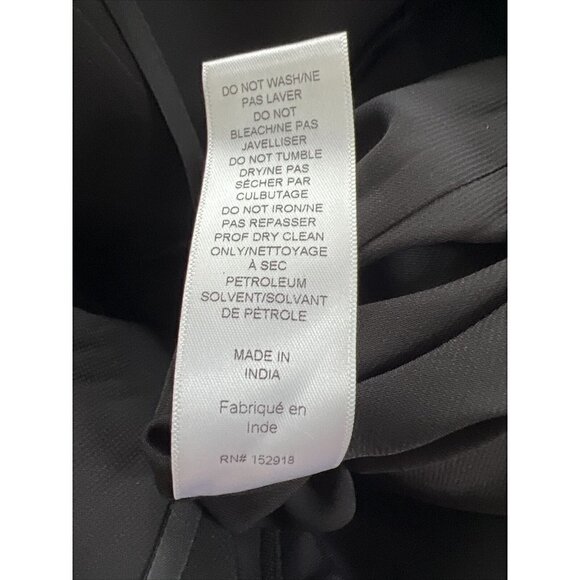 DO NOT WASH/NE
PAS LAVER
DO NOT
BLEACH/NE PAS
JAVELLISER
DO NOT TUMBLE
DRY/NE PAS
SÉCHER PAR
CULBUTAGE
DO NOT IRON/NE
PAS REPASSER
PROF DRY CLEAN
ONLY/NETTOYAGE
À SEC
PETROLEUM
SOLVENT/SOLVANT
DE PÉTROLE
MADE IN
INDIA
Fabriqué en
Inde
RN# 152918